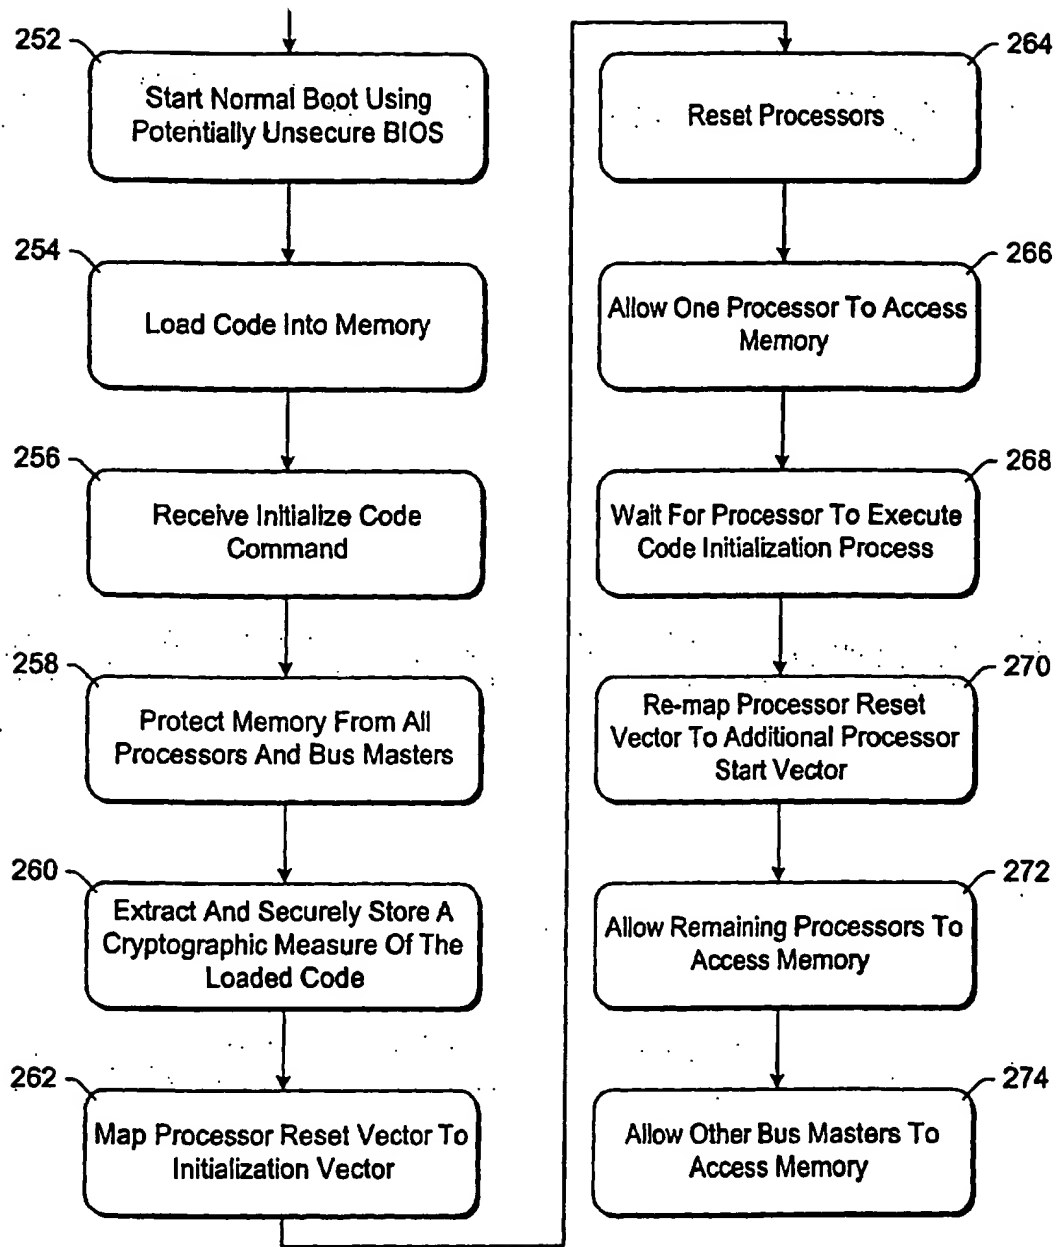 252
Start Normal Boot Using
Potentially Unsecure BIOS
254
Load Code Into Memory
256
Receive Initialize Code
Command
258
Protect Memory From All
Processors And Bus Masters
260
Extract And Securely Store A
Cryptographic Measure Of The
Loaded Code
262
Map Processor Reset Vector To
Initialization Vector
264
Reset Processors
266
Allow One Processor To Access
Memory
268
Wait For Processor To Execute
Code Initialization Process
270
Re-map Processor Reset
Vector To Additional Processor
Start Vector
272
Allow Remaining Processors To
Access Memory
274
Allow Other Bus Masters To
Access Memory